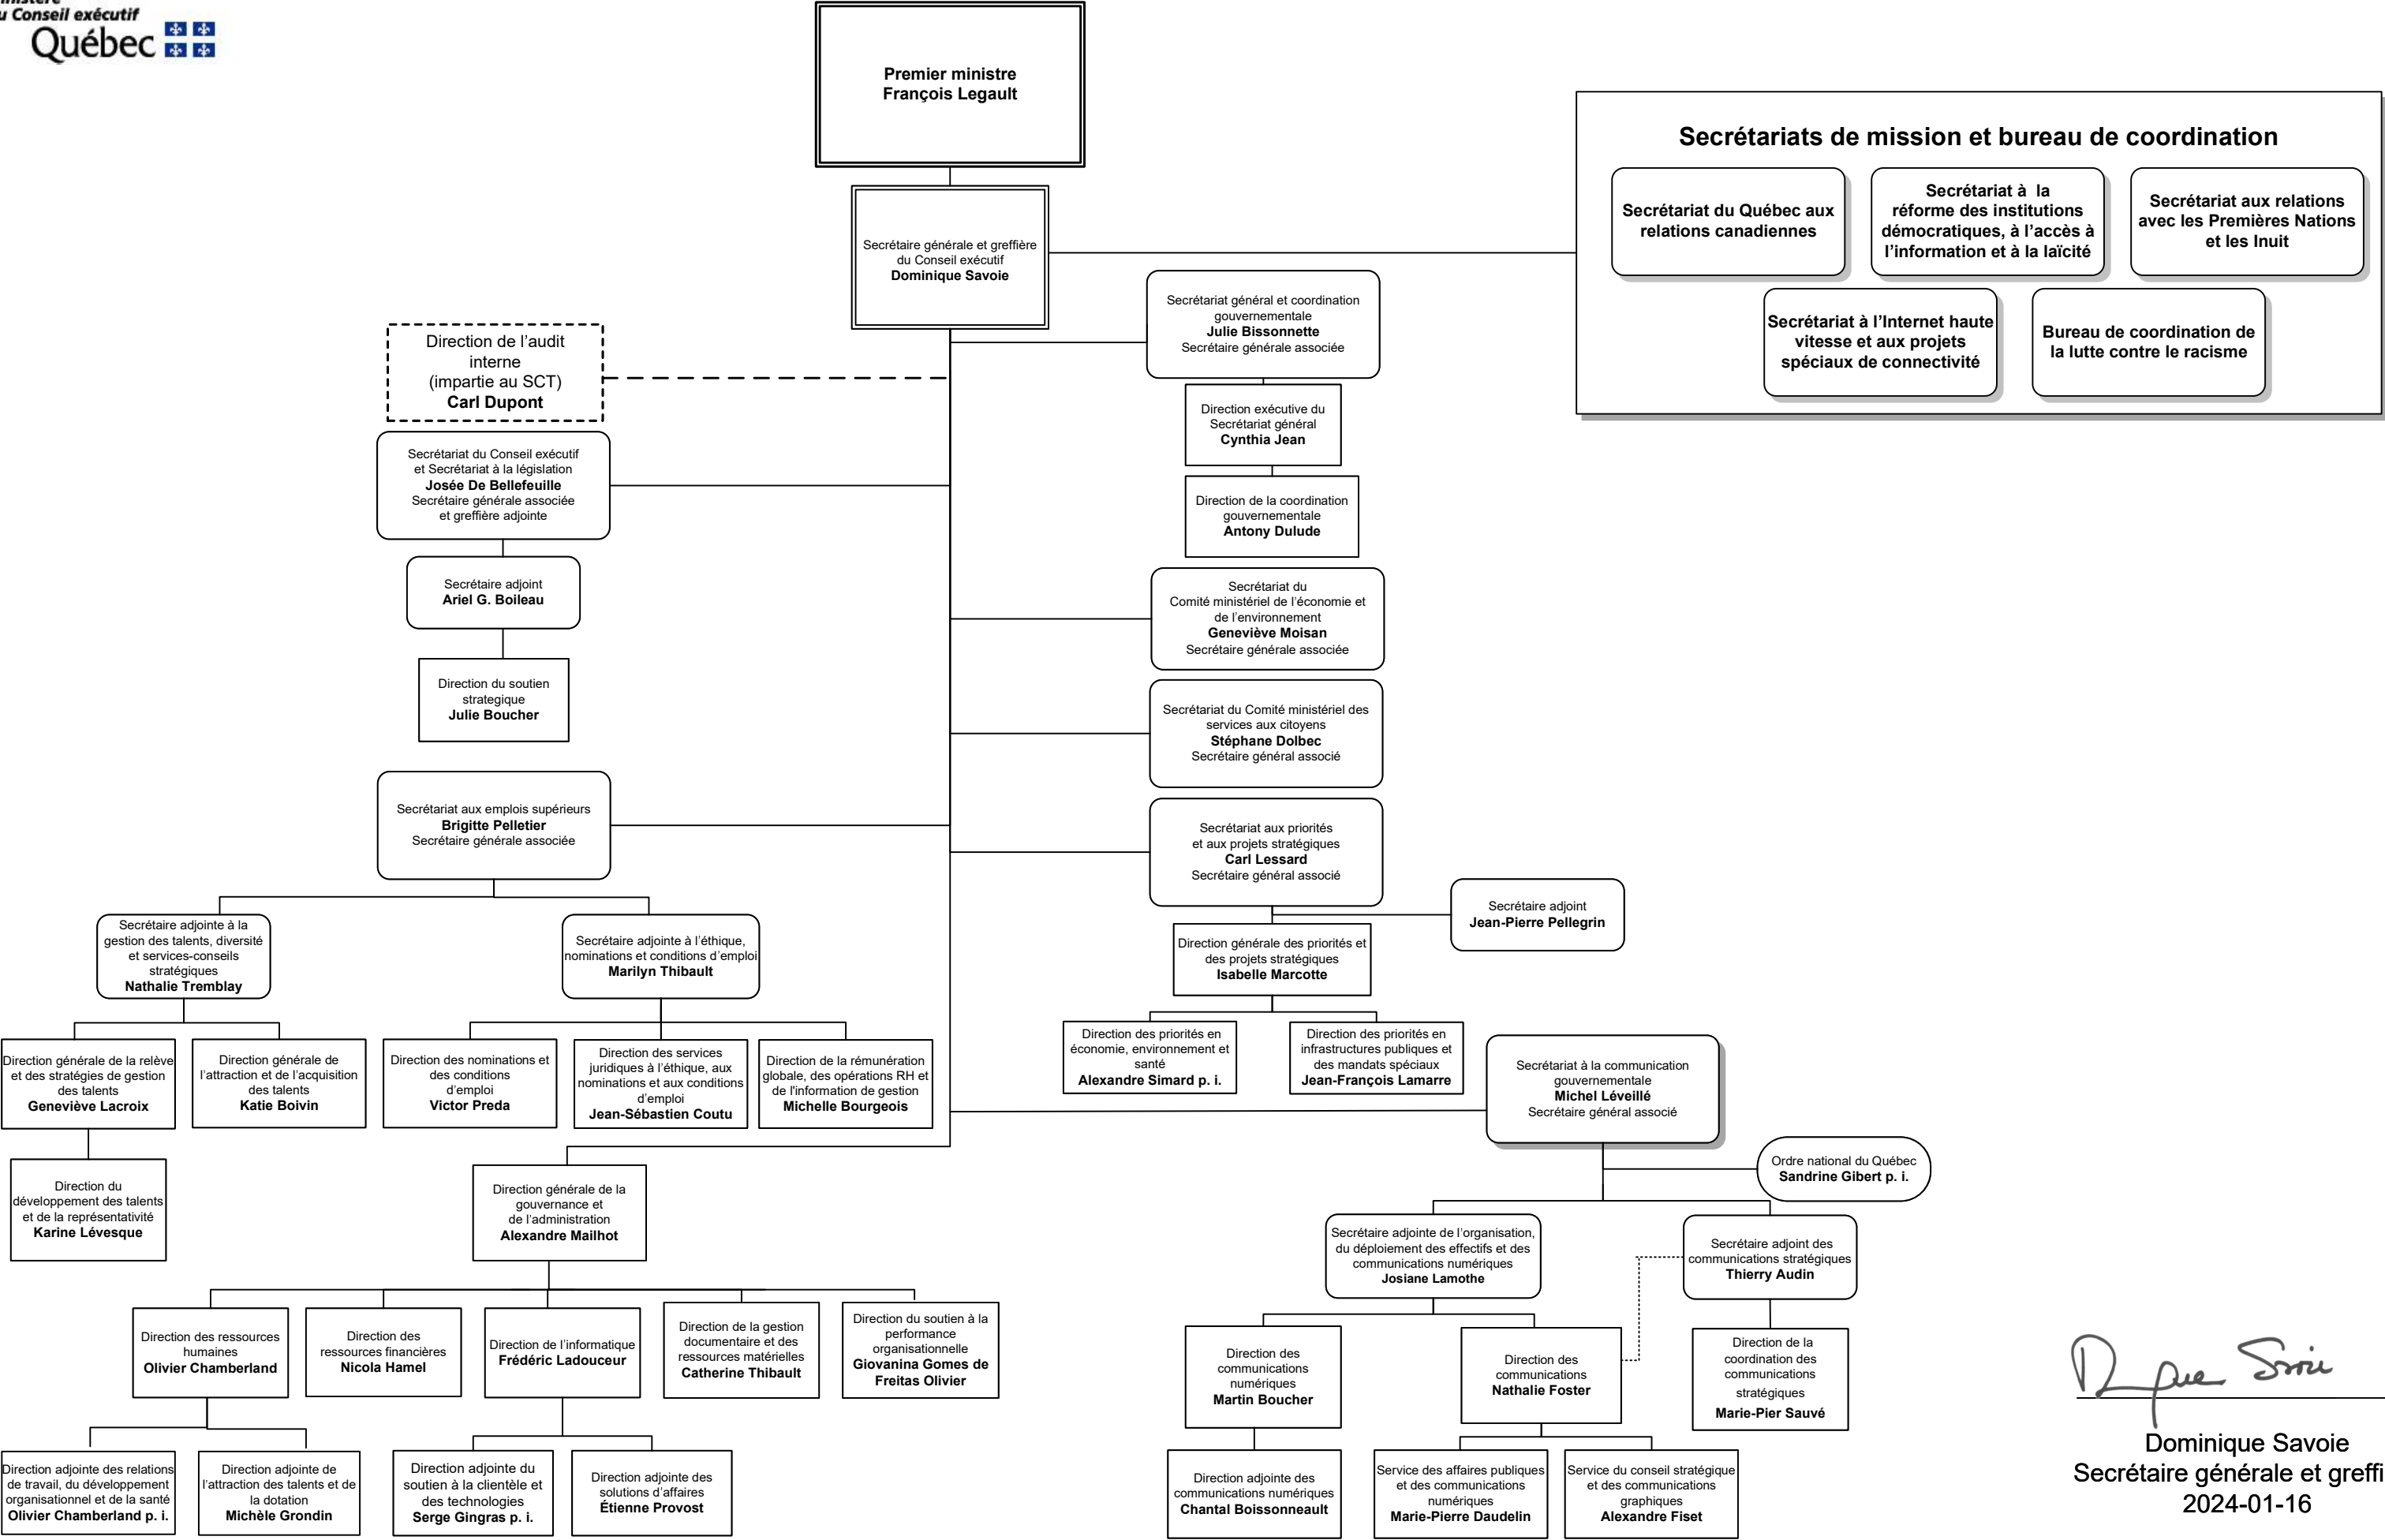 u Conseil exécutif
Québec
Premier ministre
François Legault
Secrétariats de mission et bureau de coordination
Secrétariat du Québec aux
relations canadiennes
Secrétariat à la
réforme des institutions
démocratiques, à l’accès à
l’information et à la laïcité
Secrétariat aux relations
avec les Premières Nations
et les Inuit
Secrétariat à l’Internet haute
vitesse et aux projets
spéciaux de connectivité
Bureau de coordination de
la lutte contre le racisme
Secrétaire générale et greffière
du Conseil exécutif
Dominique Savoie
Secrétariat général et coordination
gouvernementale
Julie Bissonnette
Secrétaire générale associée
Direction de l’audit
interne
(impartie au SCT)
Carl Dupont
Direction exécutive du
Secrétariat général
Cynthia Jean
Secrétariat du Conseil exécutif
et Secrétariat à la législation
Josée De Bellefeuille
Secrétaire générale associée
et greffière adjointe
Direction de la coordination
gouvernementale
Antony Dulude
Secrétaire adjoint
Ariel G. Boileau
Secrétariat du
Comité ministériel de l’économie et
de l’environnement
Geneviève Moisan
Secrétaire générale associée
Direction du soutien
strategique
Julie Boucher
Secrétariat du Comité ministériel des
services aux citoyens
Stéphane Dolbec
Secrétaire général associé
Secrétariat aux emplois supérieurs
Brigitte Pelletier
Secrétaire générale associée
Secrétariat aux priorités
et aux projets stratégiques
Carl Lessard
Secrétaire général associé
Secrétaire adjoint
Jean-Pierre Pellegrin
Secrétaire adjointe à la
gestion des talents, diversité
et services-conseils
stratégiques
Nathalie Tremblay
Secrétaire adjointe à l’éthique,
nominations et conditions d’emploi
Marilyn Thibault
Direction générale des priorités et
des projets stratégiques
Isabelle Marcotte
Direction générale de la relève
et des stratégies de gestion
des talents
Geneviève Lacroix
Direction générale de
l’attraction et de l’acquisition
des talents
Katie Boivin
Direction des nominations et
des conditions
d’emploi
Victor Preda
Direction des services
juridiques à l’éthique, aux
nominations et aux conditions
d’emploi
Jean-Sébastien Coutu
Direction de la rémunération
globale, des opérations RH et
de l'information de gestion
Michelle Bourgeois
Direction des priorités en
économie, environnement et
santé
Alexandre Simard p. i.
Direction des priorités en
infrastructures publiques et
des mandats spéciaux
Jean-François Lamarre
Secrétariat à la communication
gouvernementale
Michel Léveillé
Secrétaire général associé
Ordre national du Québec
Sandrine Gibert p. i.
Direction du
développement des talents
et de la représentativité
Karine Lévesque
Direction générale de la
gouvernance et
de l’administration
Alexandre Mailhot
Secrétaire adjointe de l’organisation,
du déploiement des effectifs et des
communications numériques
Josiane Lamothe
Secrétaire adjoint des
communications stratégiques
Thierry Audin
Direction des ressources
humaines
Olivier Chamberland
Direction des
ressources financières
Nicola Hamel
Direction de l’informatique
Frédéric Ladouceur
Direction de la gestion
documentaire et des
ressources matérielles
Catherine Thibault
Direction du soutien à la
performance
organisationnelle
Giovanina Gomes de
Freitas Olivier
Direction des
communications
numériques
Martin Boucher
Direction des
communications
Nathalie Foster
Direction de la
coordination des
communications
stratégiques
Marie-Pier Sauvé
Direction adjointe des relations
de travail, du développement
organisationnel et de la santé
Olivier Chamberland p. i.
Direction adjointe de
l’attraction des talents et de
la dotation
Michèle Grondin
Direction adjointe du
soutien à la clientèle et
des technologies
Serge Gingras p. i.
Direction adjointe des
solutions d’affaires
Étienne Provost
Direction adjointe des
communications numériques
Chantal Boissonneault
Service des affaires publiques
et des communications
numériques
Marie-Pierre Daudelin
Service du conseil stratégique
et des communications
graphiques
Alexandre Fiset
Dominique Savoie
Secrétaire générale et greffi
2024-01-16